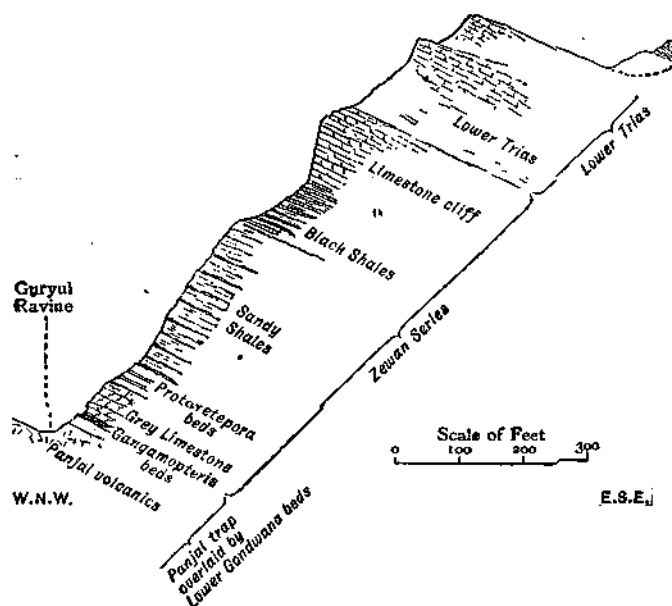 Lower Trias
Lower Trias
Limestone cliff
Black Shales
Guryul
Ravine
Sandy
Shales
Zewan Series
Protoretepora
beds
Grey Limestone
Gangamopteris
beds
Panjal volcanics
Scale of Feet
0 100 200 300
W.N.W.
E.S.E.
Panjal trap
overlaid by
Lower Gondwana beds